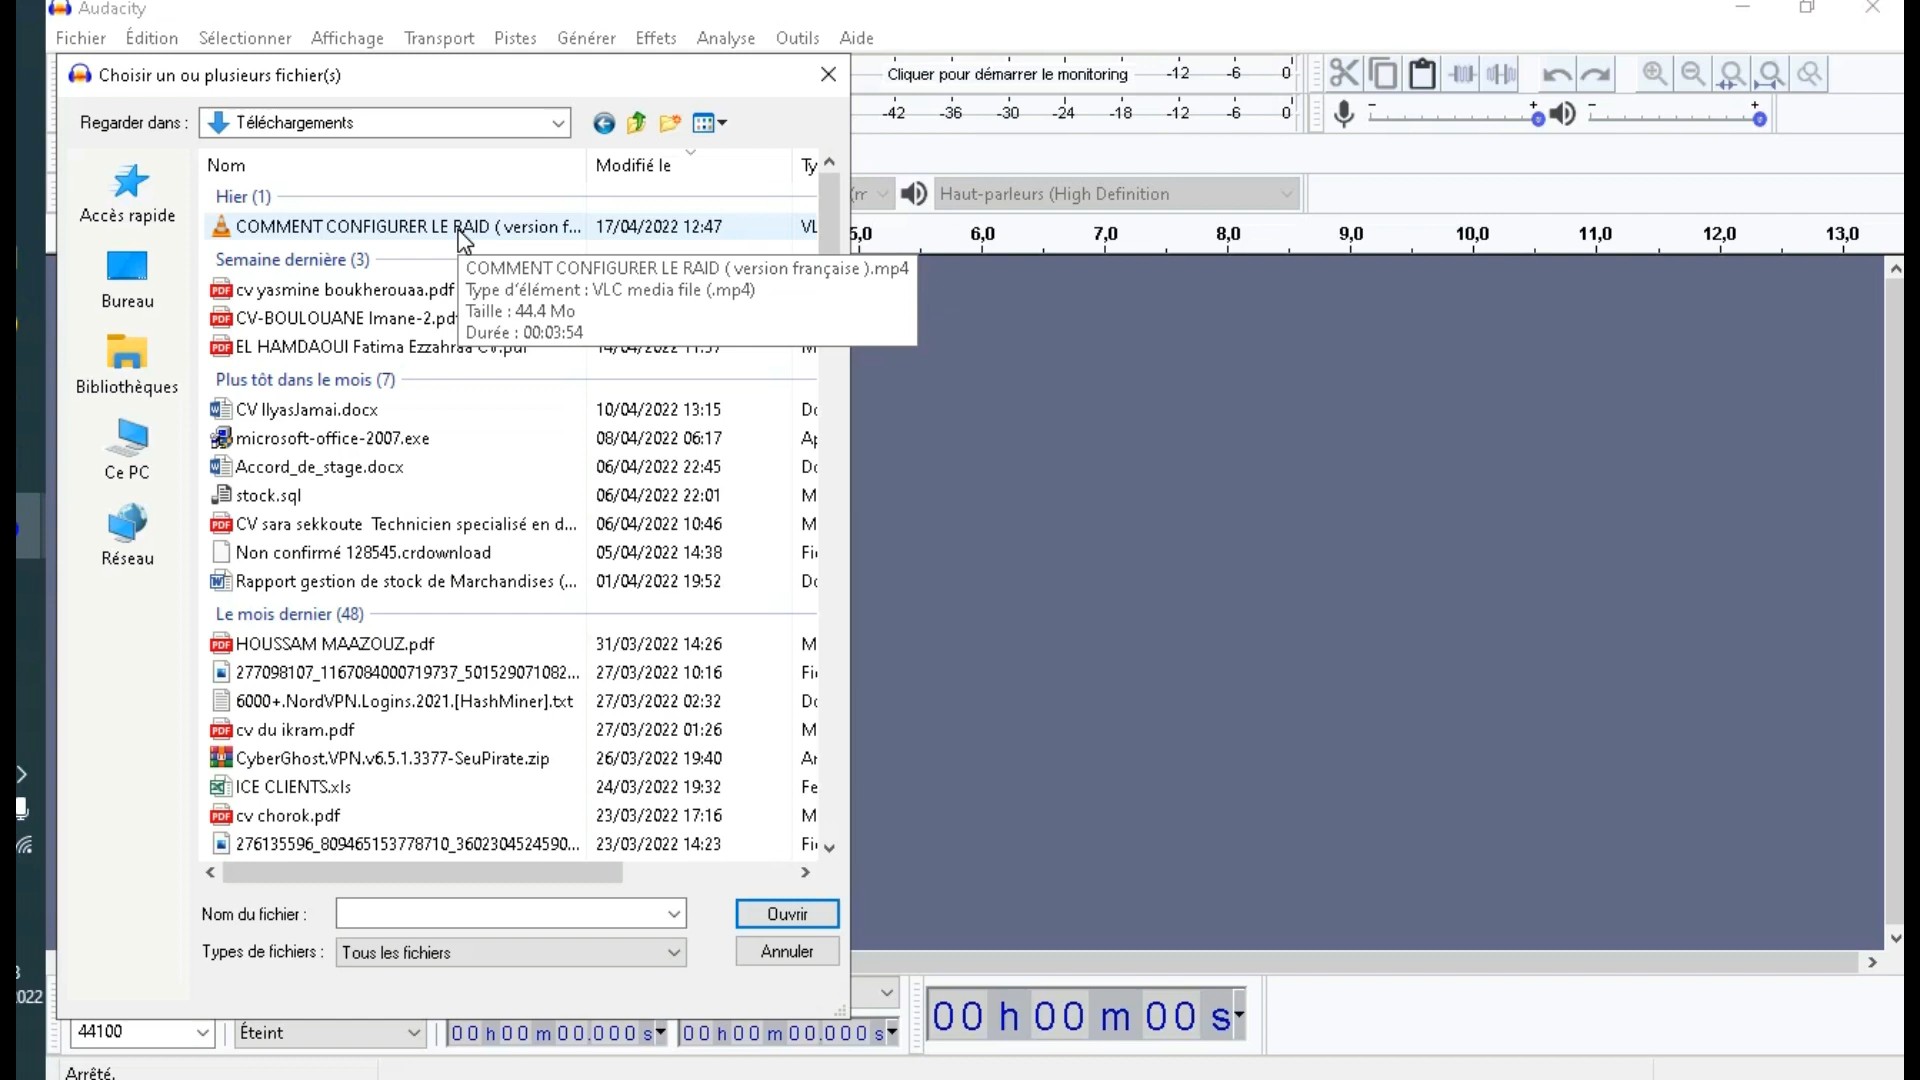 Audacity
Fichier Édition Sélectionner Affichage Transport Pistes Générer Effets Analyse Outils Aide
Choisir un ou plusieurs fichier(s)
Cliquer pour démarrer le monitoring -12 -6 0
-42 -36 -30 -24 -18 -12 -6 0
Regarder dans : Téléchargements
Haut-parleurs (High Definition
5,0 6,0 7,0 8,0 9,0 10,0 11,0 12,0 13,0
Accès rapide
Bureau
Bibliothèques
Ce PC
Réseau
Nom Modifié le Ty
Hier (1)
COMMENT CONFIGURER LE RAID ( version f... 17/04/2022 12:47 VL
Semaine dernière (3)
cv yasmine boukherouaa.pdf
CV-BOULOUANE Imane-2.pdf
EL HAMDAOUI Fatima Ezzahraa CV.pdf 14/04/2022 11:37 M
COMMENT CONFIGURER LE RAID ( version française ).mp4
Type d'élément : VLC media file (.mp4)
Taille : 44.4 Mo
Durée : 00:03:54
Plus tôt dans le mois (7)
CV IlyasJamai.docx 10/04/2022 13:15 Do
microsoft-office-2007.exe 08/04/2022 06:17 Ap
Accord_de_stage.docx 06/04/2022 22:45 Do
stock.sql 06/04/2022 22:01 M
CV sara sekkoute Technicien specialisé en d... 06/04/2022 10:46 M
Non confirmé 128545.crdownload 05/04/2022 14:38 Fi
Rapport gestion de stock de Marchandises (... 01/04/2022 19:52 Do
Le mois dernier (48)
HOUSSAM MAAZOUZ.pdf 31/03/2022 14:26 M
277098107_1167084000719737_501529071082... 27/03/2022 10:16 Fi
6000+.NordVPN.Logins.2021.[HashMiner].txt 27/03/2022 02:32 Do
cv du ikram.pdf 27/03/2022 01:26 M
CyberGhost.VPN.v6.5.1.3377-SeuPirate.zip 26/03/2022 19:40 Ar
ICE CLIENTS.xls 24/03/2022 19:32 Fe
cv chorok.pdf 23/03/2022 17:16 M
276135596_809465153778710_3602304524590... 23/03/2022 14:23 Fi
Nom du fichier : Ouvrir
Types de fichiers : Tous les fichiers Annuler
022
44100 Éteint 00 h 00 m 00.000 s 00 h 00 m 00.000 s
00 h 00 m 00 s
Arrêté.